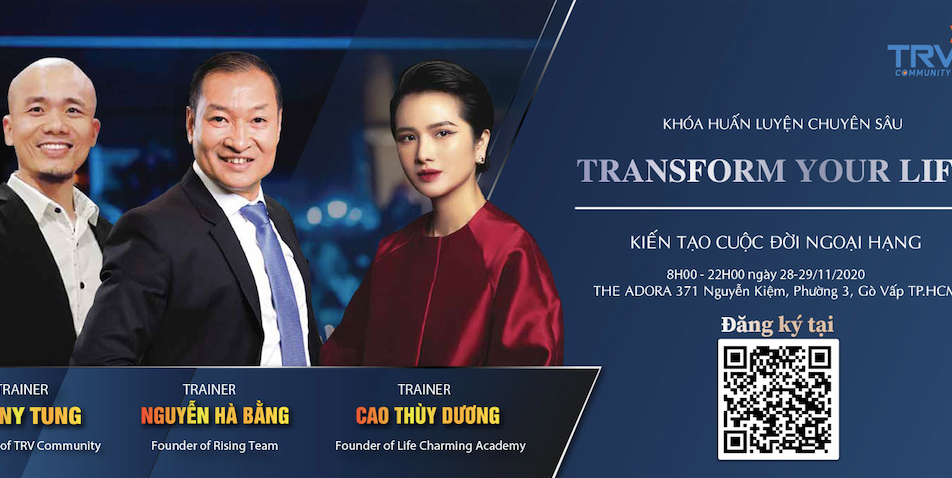 TRV
COMMUNITY
KHÓA HUẤN LUYỆN CHUYÊN SÂU
TRANSFORM YOUR LIF
KIẾN TẠO CUỘC ĐỜI NGOẠI HẠNG
8H00 - 22H00 ngày 28-29/11/2020
THE ADORA 371 Nguyễn Kiệm, Phường 3, Gò Vấp TP.HCM
Đăng ký tại
TRAINER
NY TUNG
of TRV Community
TRAINER
NGUYỄN HÀ BẰNG
Founder of Rising Team
TRAINER
CAO THÙY DƯƠNG
Founder of Life Charming Academy